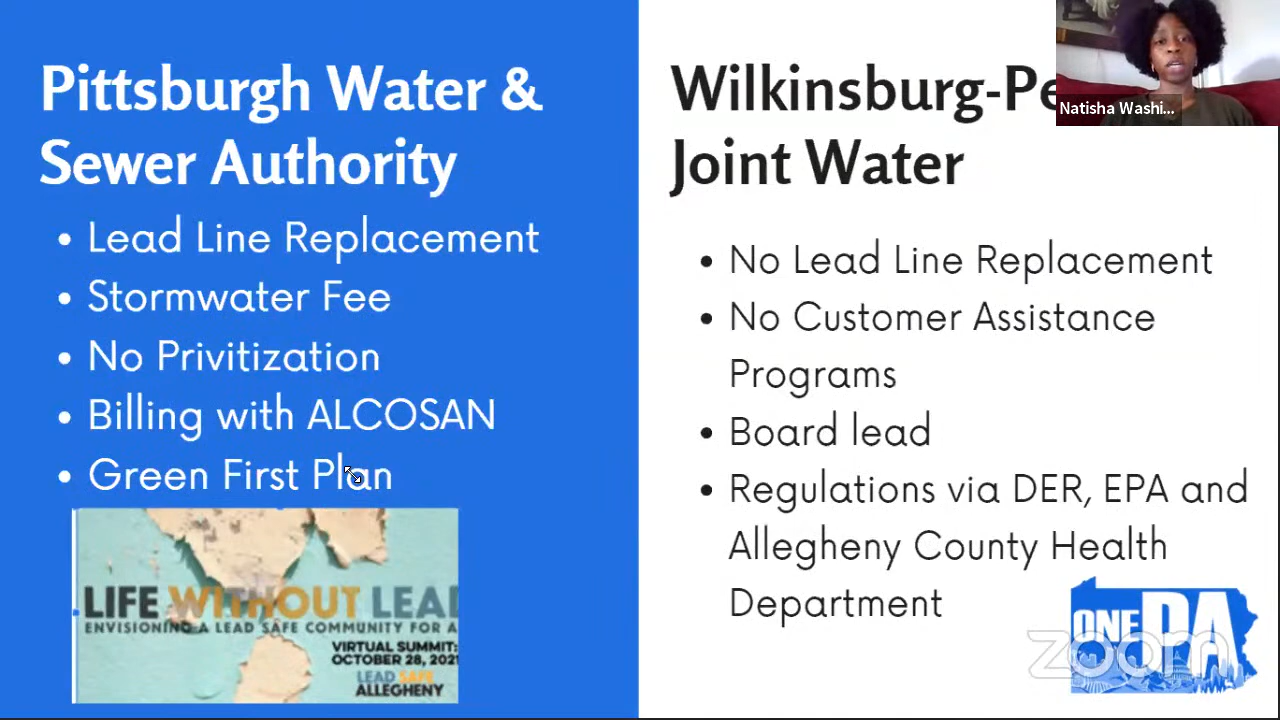 Pittsburgh Water &
Sewer Authority
• Lead Line Replacement
• Stormwater Fee
• No Privitization
• Billing with ALCOSAN
• Green First Plan
LIFE WITHOUT LEAD
ENVISIONING A LEAD SAFE COMMUNITY FOR A
VIRTUAL SUMMIT:
OCTOBER 28, 2021
LEAD SAFE
ALLEGHENY
Wilkinsburg-Pe
Joint Water
• No Lead Line Replacement
• No Customer Assistance
Programs
• Board lead
• Regulations via DER, EPA and
Allegheny County Health
Department
Natisha Washi...
ONE PA
zoom